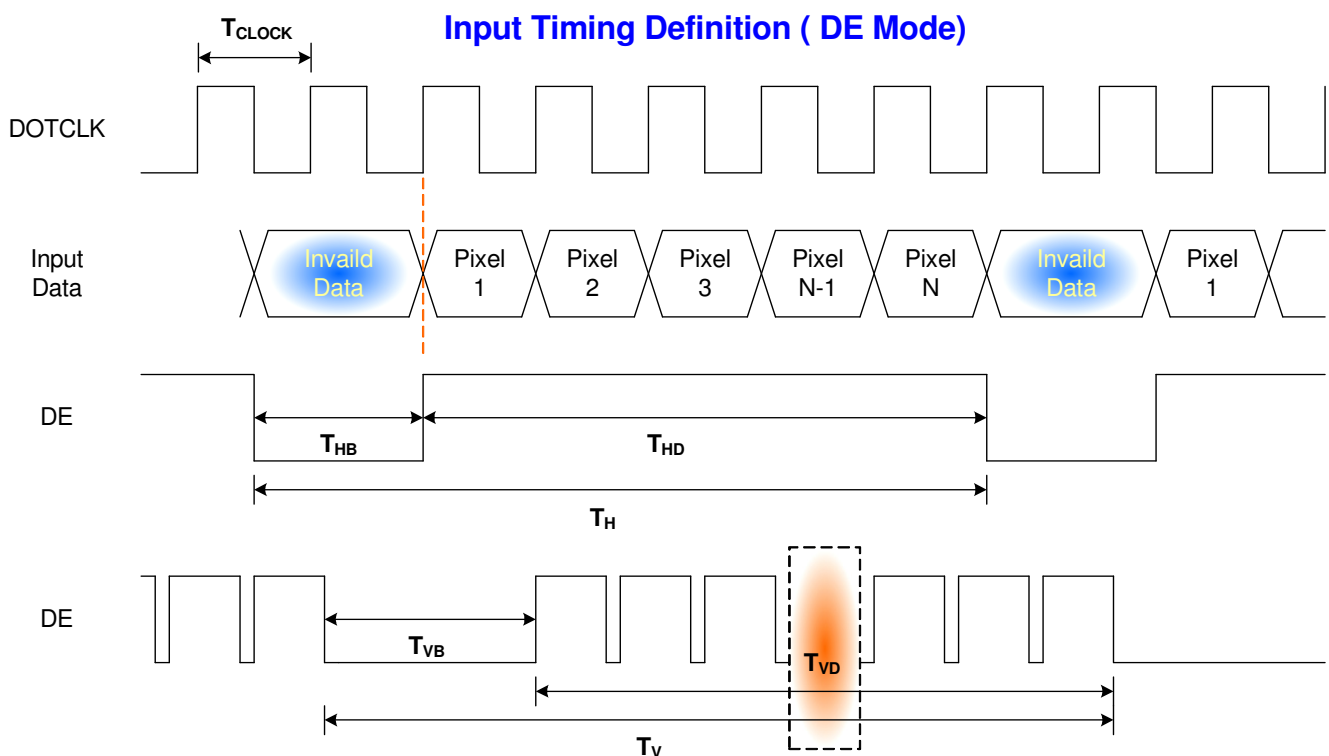 Input Timing Definition ( DE Mode)
TCLOCK
DOTCLK
Input
Data
Invaild
Data
Pixel
1
Pixel
2
Pixel
3
Pixel
N-1
Pixel
N
Invaild
Data
Pixel
1
DE
THB
THD
TH
DE
TVB
TVD
TV